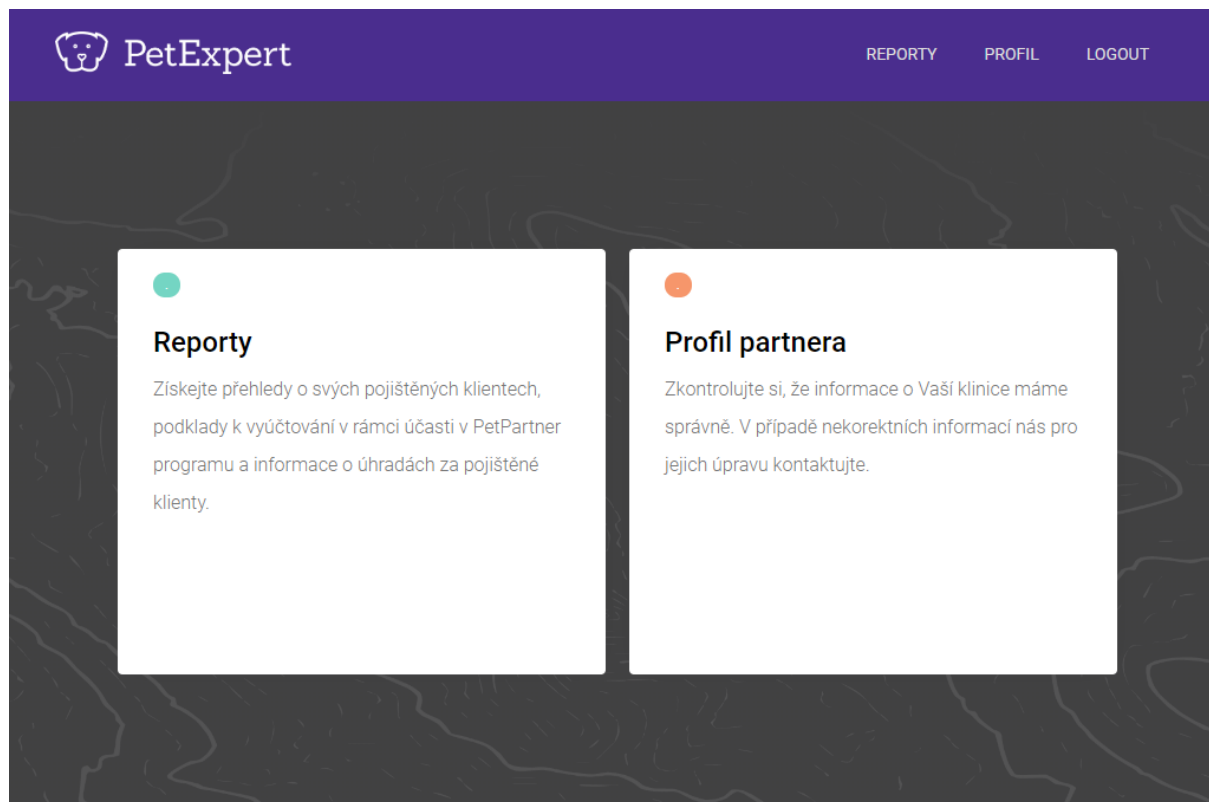 PetExpert
REPORTY
PROFIL
LOGOUT
Reporty
Získejte přehledy o svých pojištěných klientech,
podklady k vyúčtování v rámci účasti v PetPartner
programu a informace o úhradách za pojištěné
klienty.
Profil partnera
Zkontrolujte si, že informace o Vaší klinice máme
správně. V případě nekorektních informací nás pro
jejich úpravu kontaktujte.